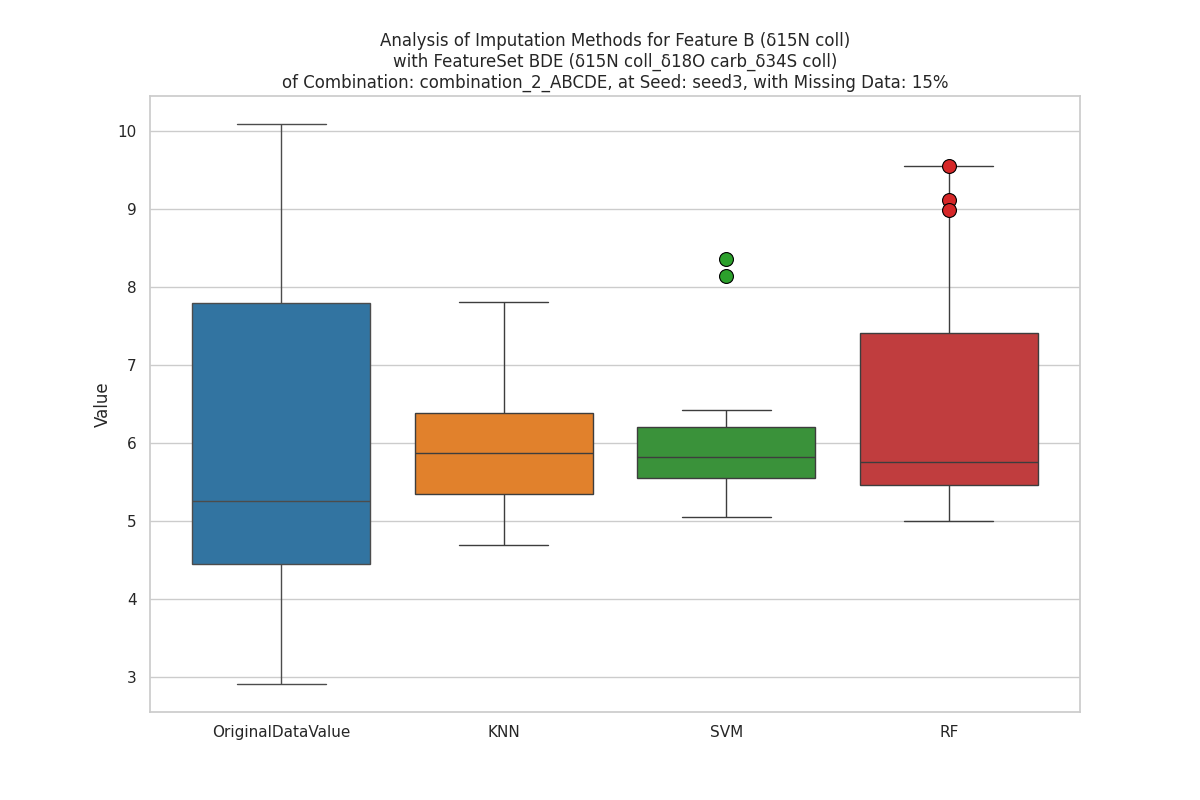 Analysis of Imputation Methods for Feature B (δ15N coll)
with FeatureSet BDE (δ15N coll_δ18O carb_δ34S coll)
of Combination: combination_2_ABCDE, at Seed: seed3, with Missing Data: 15%
10
9
8
7
6
5
4
3
Value
OriginalDataValue
KNN
SVM
RF